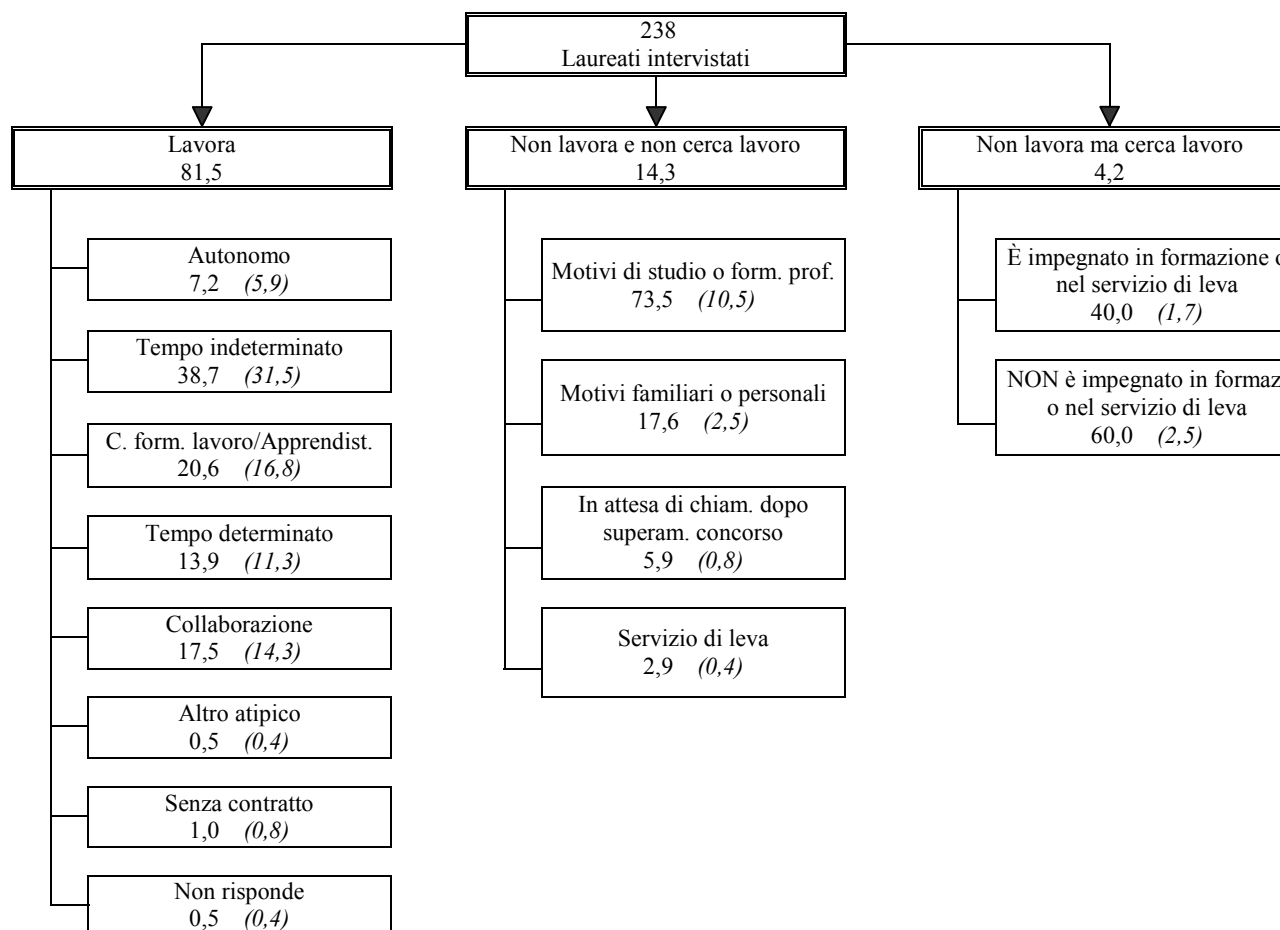 238
Laureati intervistati
Lavora
81,5
Autonomo
7,2 (5,9)
Tempo indeterminato
38,7 (31,5)
C. form. lavoro/Apprendist.
20,6 (16,8)
Tempo determinato
13,9 (11,3)
Collaborazione
17,5 (14,3)
Altro atipico
0,5 (0,4)
Senza contratto
1,0 (0,8)
Non risponde
0,5 (0,4)
Non lavora e non cerca lavoro
14,3
Motivi di studio o form. prof.
73,5 (10,5)
Motivi familiari o personali
17,6 (2,5)
In attesa di chiam. dopo
superam. concorso
5,9 (0,8)
Servizio di leva
2,9 (0,4)
Non lavora ma cerca lavoro
4,2
È impegnato in formazione o
nel servizio di leva
40,0 (1,7)
NON è impegnato in formaz
o nel servizio di leva
60,0 (2,5)